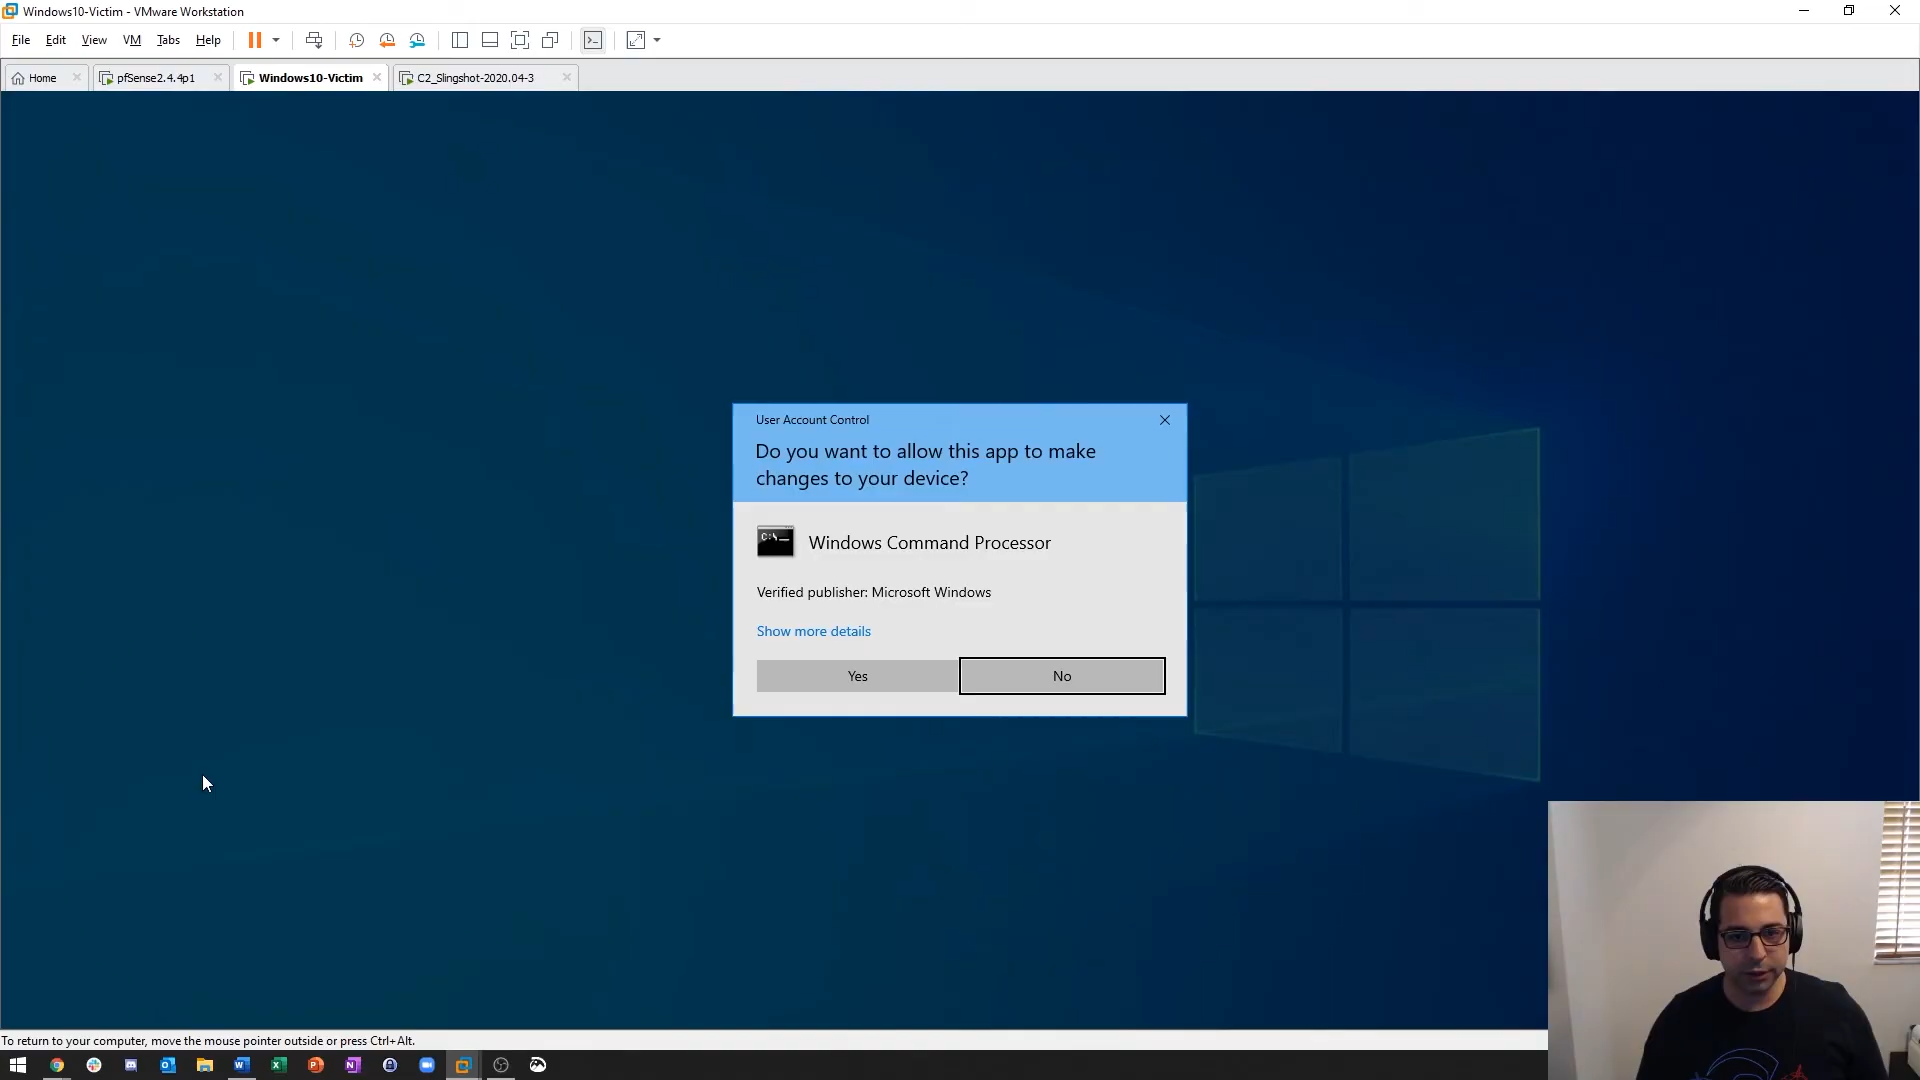 Windows10-Victim - VMware Workstation
File Edit View VM Tabs Help
Home pfSense2.4.4p1 Windows10-Victim C2_Slingshot-2020.04-3
User Account Control
Do you want to allow this app to make
changes to your device?
C:\_
Windows Command Processor
Verified publisher: Microsoft Windows
Show more details
Yes No
To return to your computer, move the mouse pointer outside or press Ctrl+Alt.